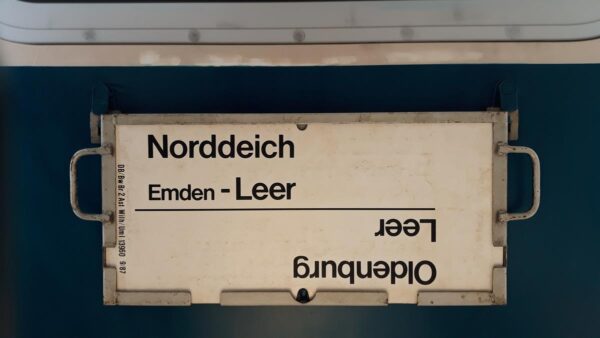 Norddeich
Emden - Leer
Leer
Oldenburg